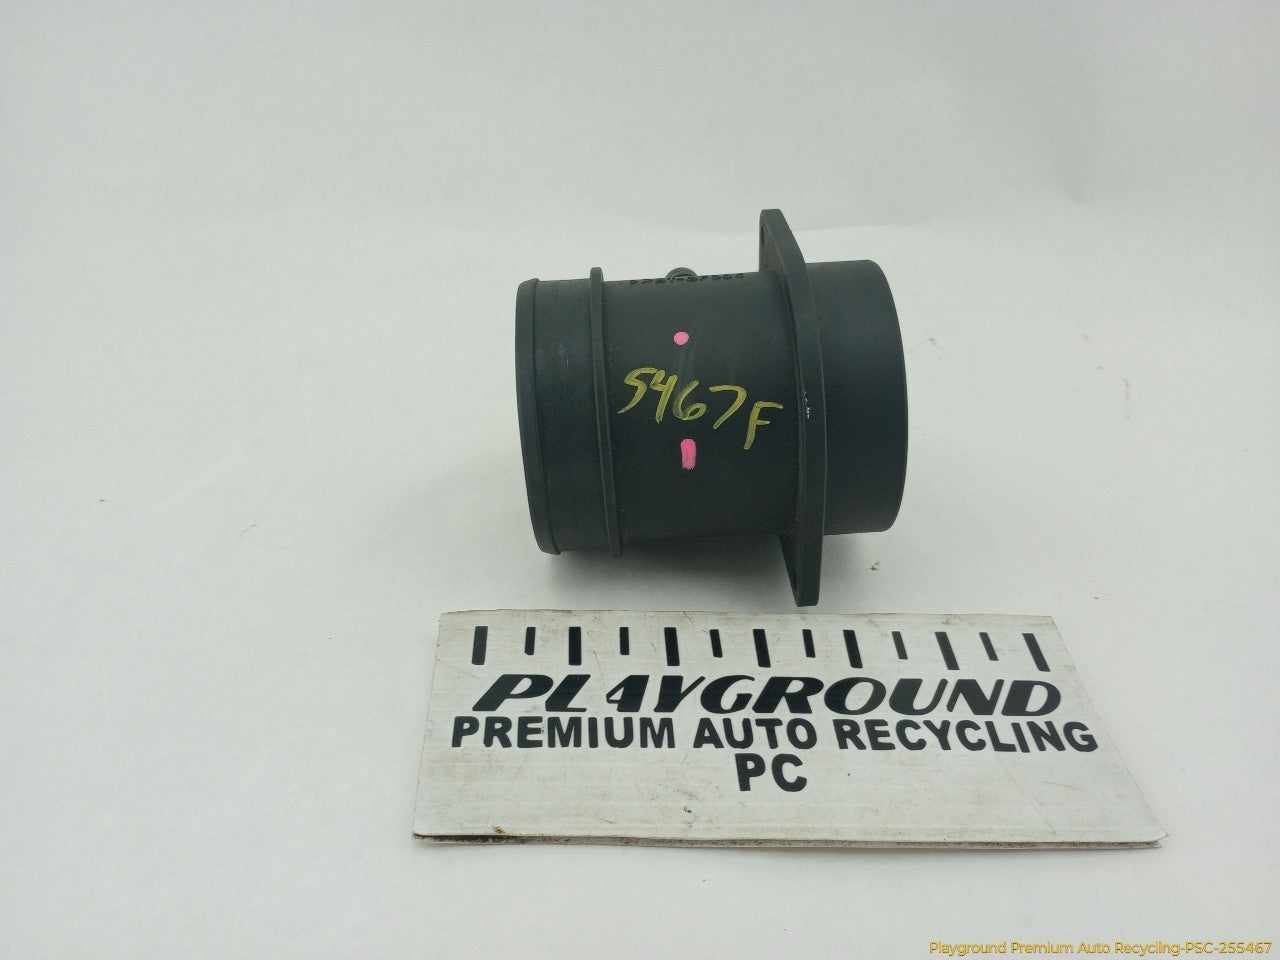 5467F
PLAYGROUND
PREMIUM AUTO RECYCLING
PC
Playground Premium Auto Recycling-PSC-255467